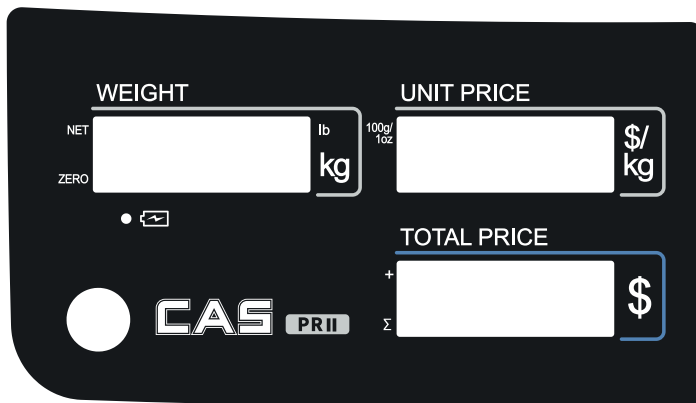 WEIGHT
NET
lb
kg
ZERO
UNIT PRICE
100g/
1oz
$/
kg
TOTAL PRICE
+
Σ
$
CAS PR II